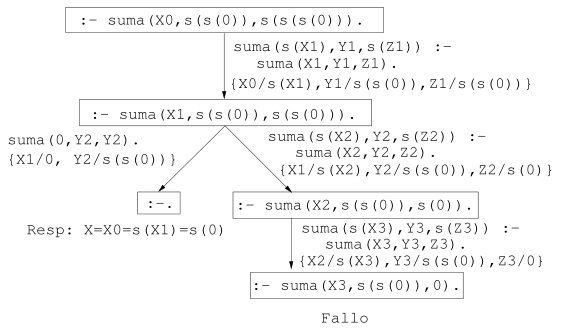 :- suma(X0,s(s(0)),s(s(s(0))).
suma(s(X1),Y1,s(Z1)) :-
suma(X1,Y1,Z1).
{X0/s(X1),Y1/s(s(0)),Z1/s(s(0))}
:- suma(X1,s(s(0)),s(s(0))).
suma(0,Y2,Y2).
{X1/0, Y2/s(s(0))}
suma(s(X2),Y2,s(Z2)) :-
suma(X2,Y2,Z2).
{X1/s(X2),Y2/s(s(0)),Z2/s(0)}
:-.
:- suma(X2,s(s(0)),s(0)).
Resp: X=X0=s(X1)=s(0)
suma(s(X3),Y3,s(Z3)) :-
suma(X3,Y3,Z3).
{X2/s(X3),Y3/s(s(0)),Z3/0}
:- suma(X3,s(s(0)),0).
Fallo